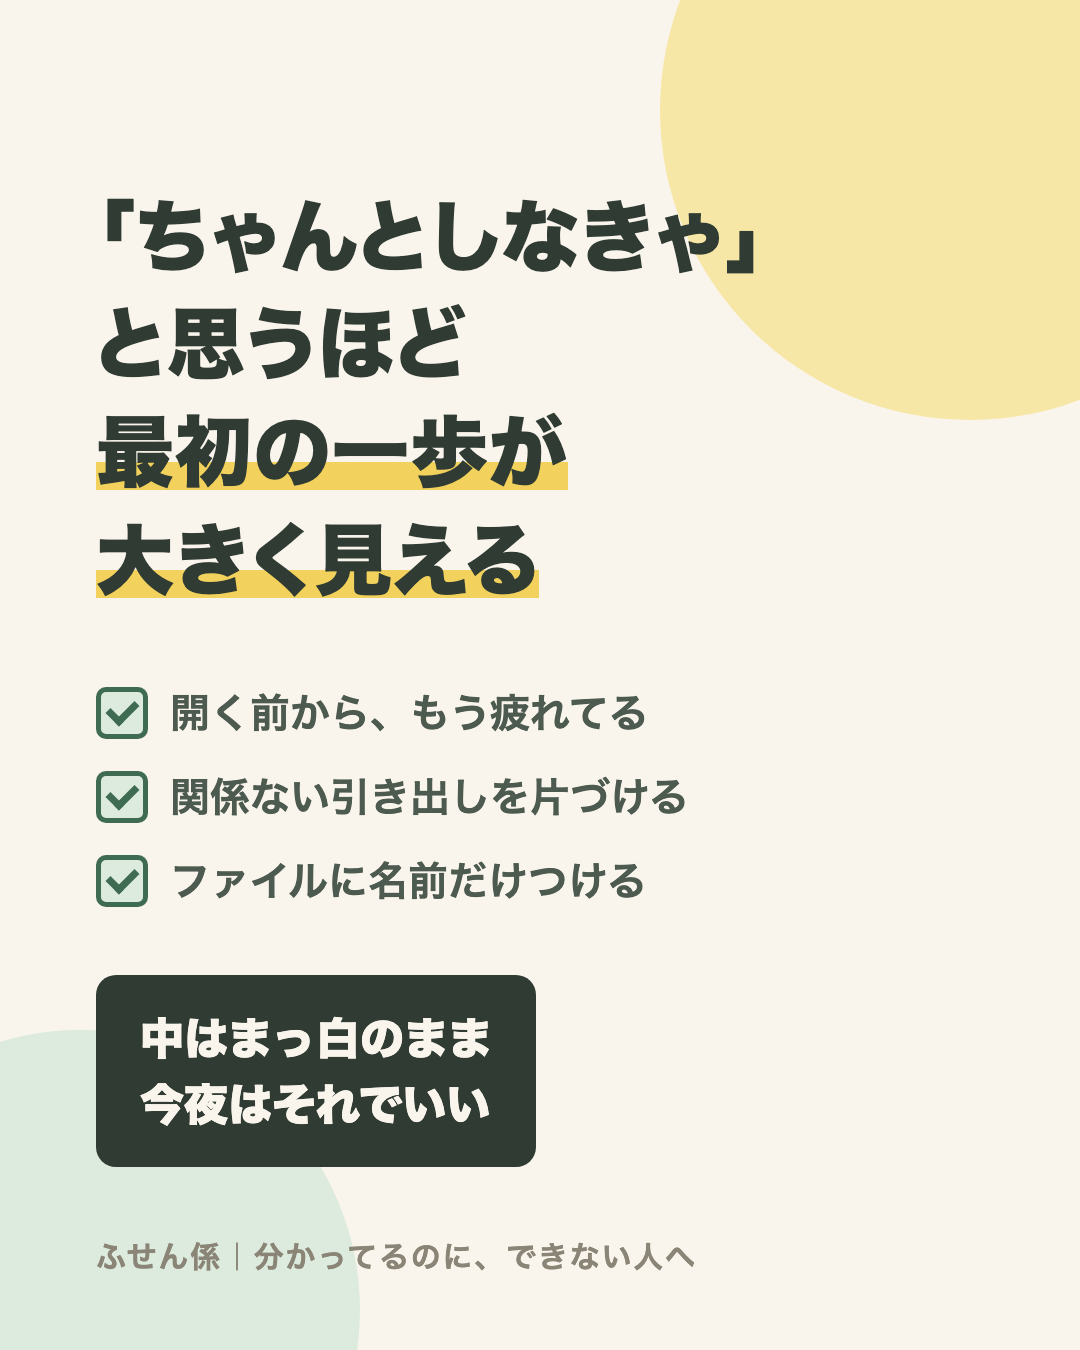 「ちゃんとしなきゃ」
と思うほど
最初の一歩が
大きく見える
開く前から、もう疲れてる
関係ない引き出しを片づける
ファイルに名前だけつける
中はまっ白のまま
今夜はそれでいい
ふせん係｜分かってるのに、できない人へ